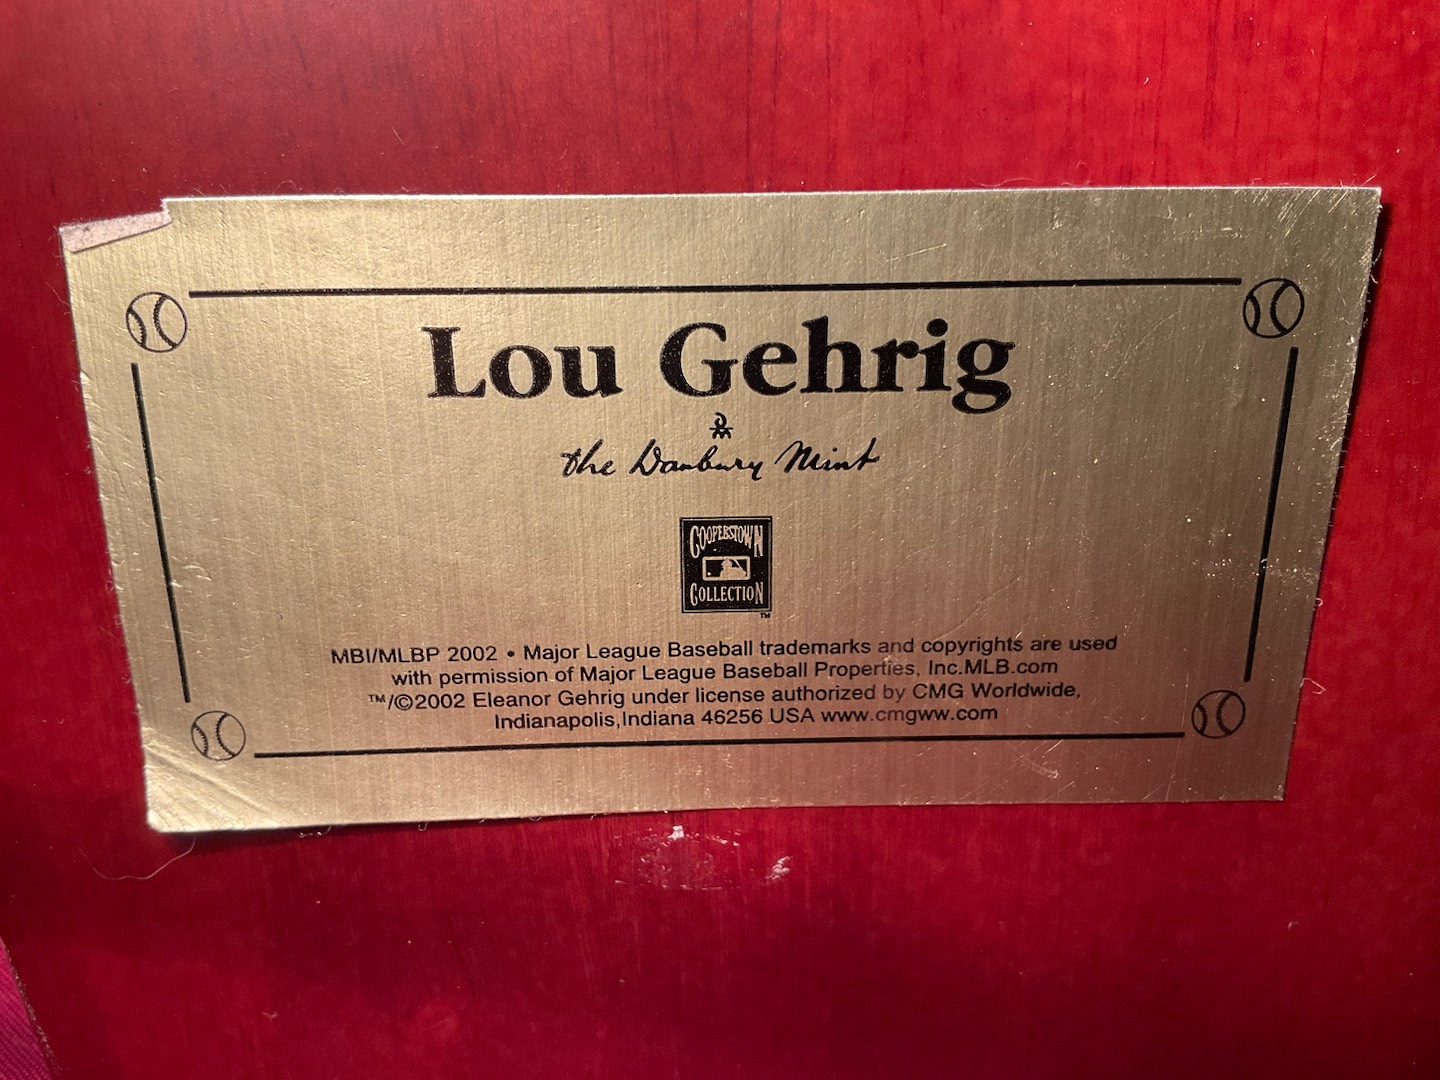 Lou Gehrig
the Danbury Mint
COOPERSTOWN
COLLECTION
TM
MBI/MLBP 2002 • Major League Baseball trademarks and copyrights are used
with permission of Major League Baseball Properties, Inc.MLB.com
™/©2002 Eleanor Gehrig under license authorized by CMG Worldwide,
Indianapolis,Indiana 46256 USA www.cmgww.com